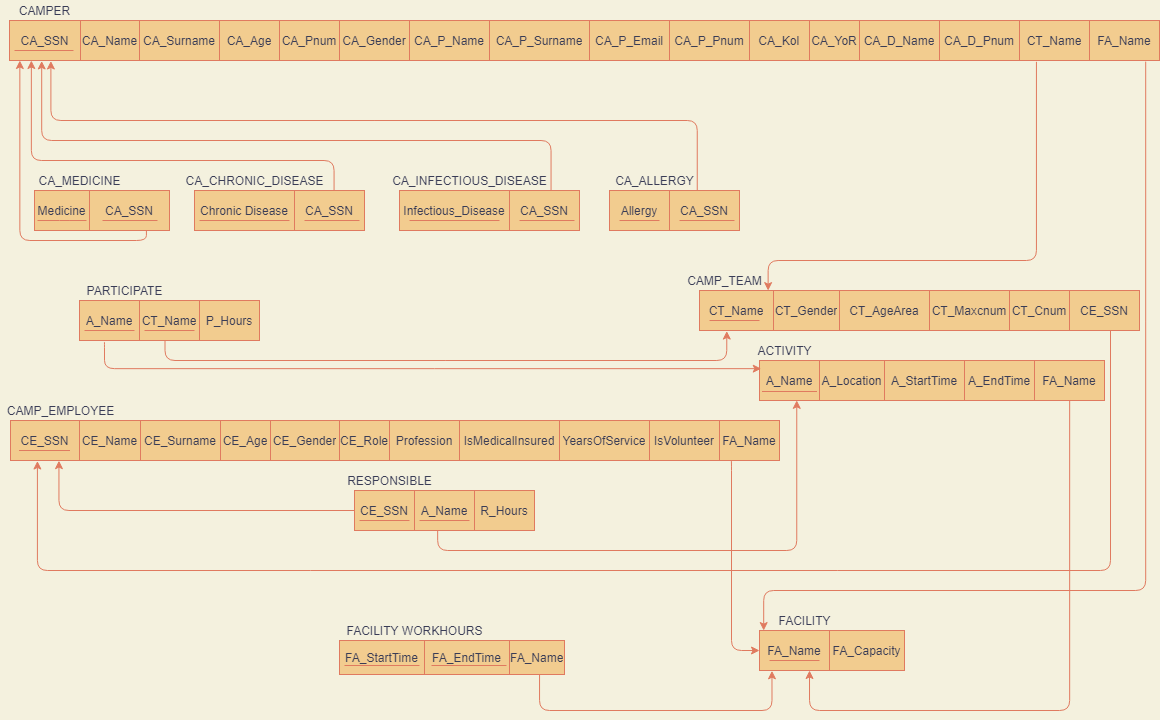 CAMPER
CA_SSN CA_Name CA_Surname CA_Age CA_Pnum CA_Gender CA_P_Name CA_P_Surname CA_P_Email CA_P_Pnum CA_Kol CA_YoR CA_D_Name CA_D_Pnum CT_Name FA_Name
CA_MEDICINE CA_CHRONIC_DISEASE CA_INFECTIOUS_DISEASE CA_ALLERGY
Medicine CA_SSN Chronic Disease CA_SSN Infectious_Disease CA_SSN Allergy CA_SSN
CAMP_TEAM
PARTICIPATE
CT_Name CT_Gender CT_AgeArea CT_Maxcnum CT_Cnum CE_SSN
A_Name CT_Name P_Hours
ACTIVITY
A_Name A_Location A_StartTime A_EndTime FA_Name
CAMP_EMPLOYEE
CE_SSN CE_Name CE_Surname CE_Age CE_Gender CE_Role Profession IsMedicalInsured YearsOfService IsVolunteer FA_Name
RESPONSIBLE
CE_SSN A_Name R_Hours
FACILITY
FACILITY WORKHOURS
FA_Name FA_Capacity
FA_StartTime FA_EndTime FA_Name